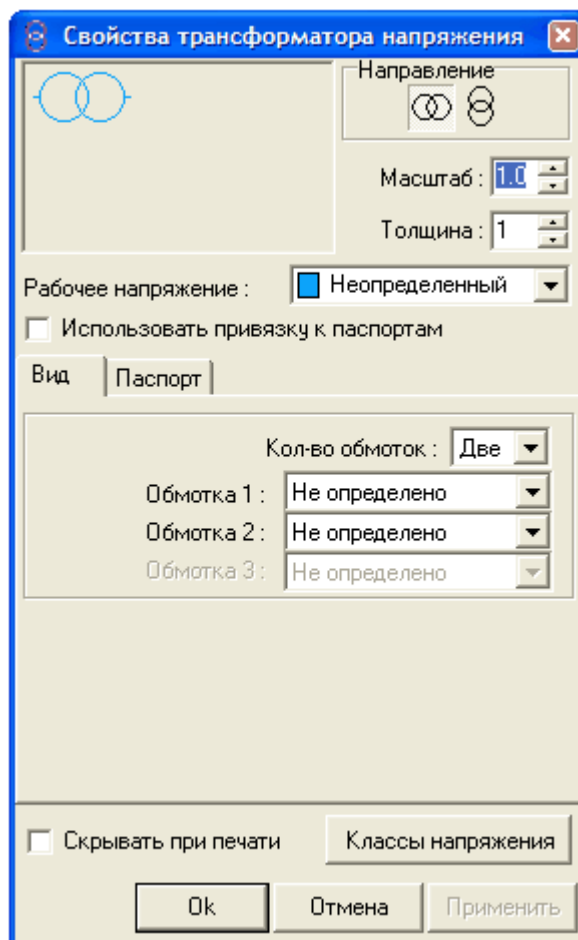 Свойства трансформатора напряжения
Направление
Масштаб : 1.0
Толщина : 1
Рабочее напряжение : Неопределенный
Использовать привязку к паспортам
Вид Паспорт
Кол-во обмоток : Две
Обмотка 1 : Не определено
Обмотка 2 : Не определено
Обмотка 3 : Не определено
Скрывать при печати Классы напряжения
Ok Отмена Применить